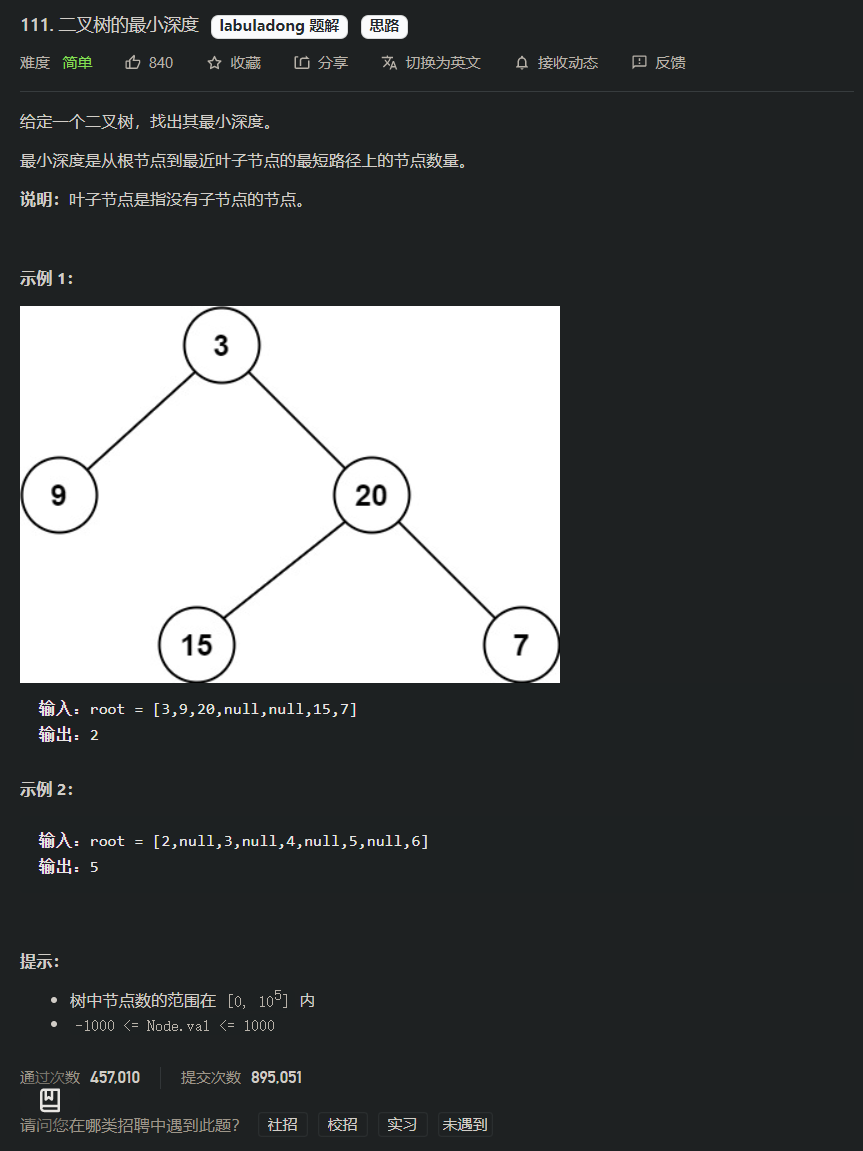 111. 二叉树的最小深度 labuladong 题解 思路
难度 简单 840 收藏 分享 切换为英文 接收动态 反馈
给定一个二叉树，找出其最小深度。
最小深度是从根节点到最近叶子节点的最短路径上的节点数量。
说明：叶子节点是指没有子节点的节点。
示例 1：
3
9 20
15 7
输入：root = [3,9,20,null,null,15,7]
输出：2
示例 2：
输入：root = [2,null,3,null,4,null,5,null,6]
输出：5
提示：
树中节点数的范围在 [0, 10⁵] 内
-1000 <= Node.val <= 1000
通过次数 457,010 提交次数 895,051
请问您在哪类招聘中遇到此题？ 社招 校招 实习 未遇到